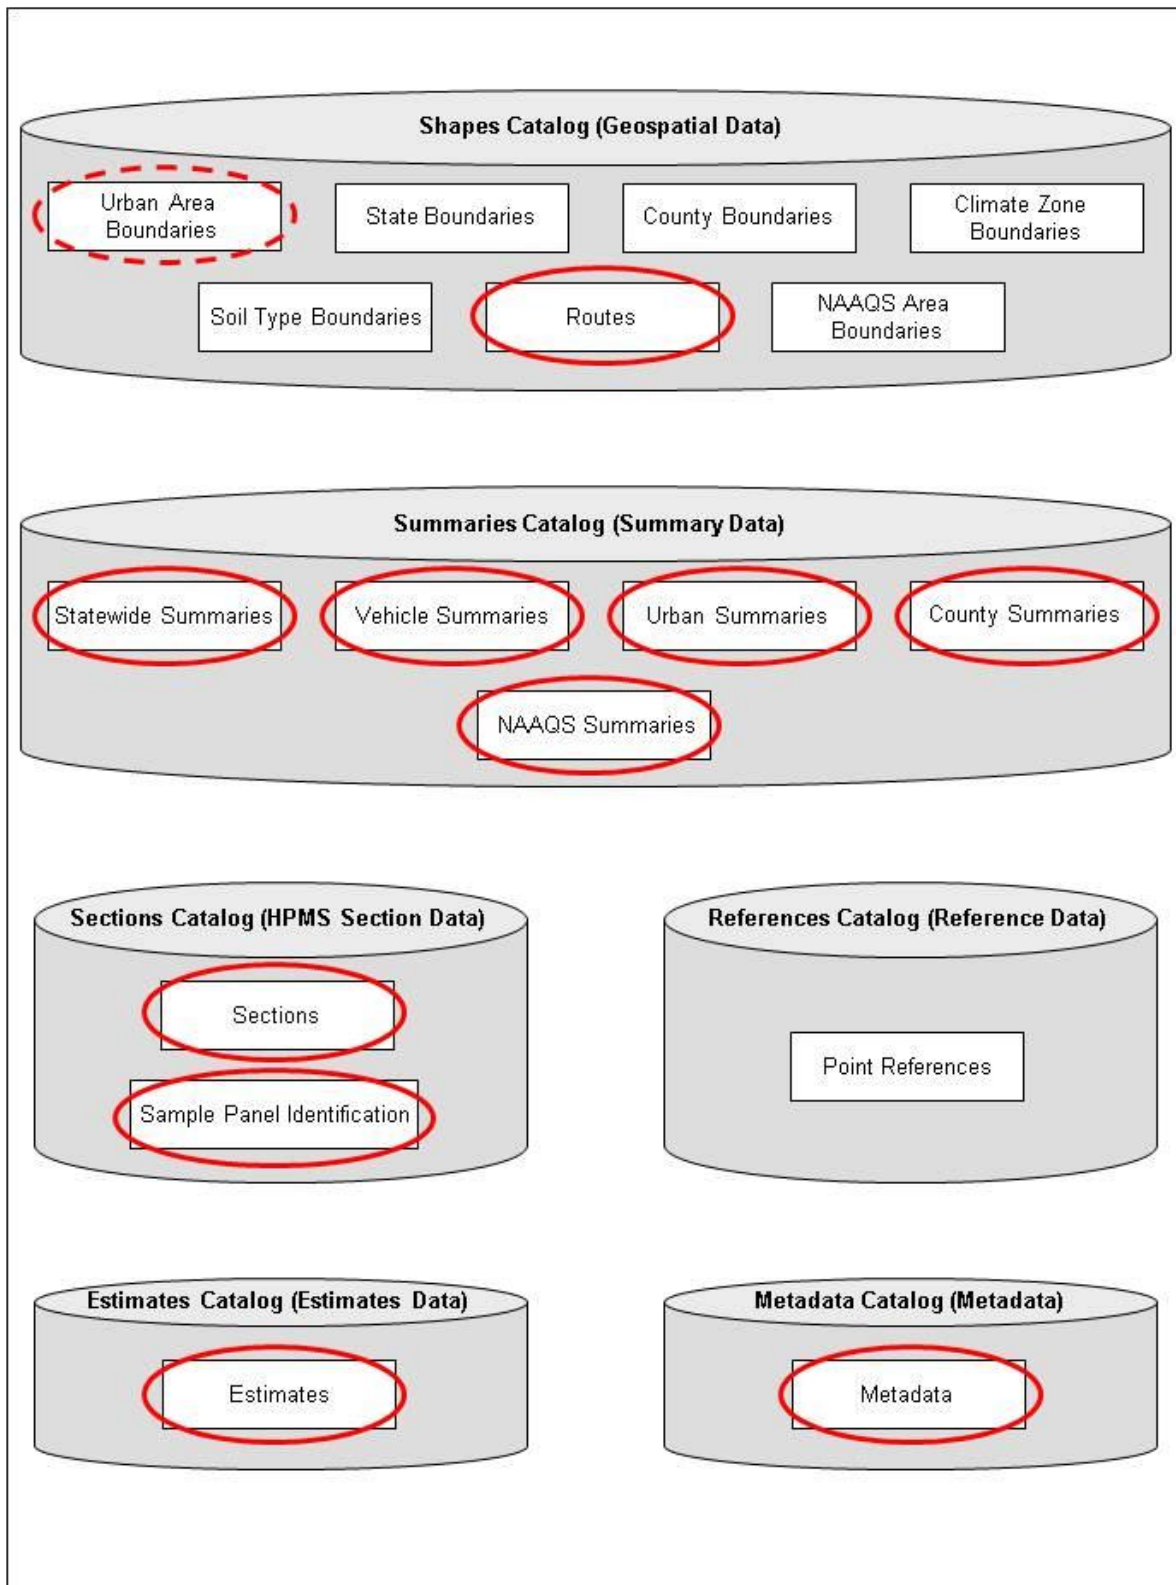 Shapes Catalog (Geospatial Data)
Urban Area
Boundaries
State Boundaries
County Boundaries
Climate Zone
Boundaries
Soil Type Boundaries
Routes
NAAQS Area
Boundaries
Summaries Catalog (Summary Data)
Statewide Summaries
Vehicle Summaries
Urban Summaries
County Summaries
NAAQS Summaries
Sections Catalog (HPMS Section Data)
Sections
Sample Panel Identification
References Catalog (Reference Data)
Point References
Estimates Catalog (Estimates Data)
Estimates
Metadata Catalog (Metadata)
Metadata